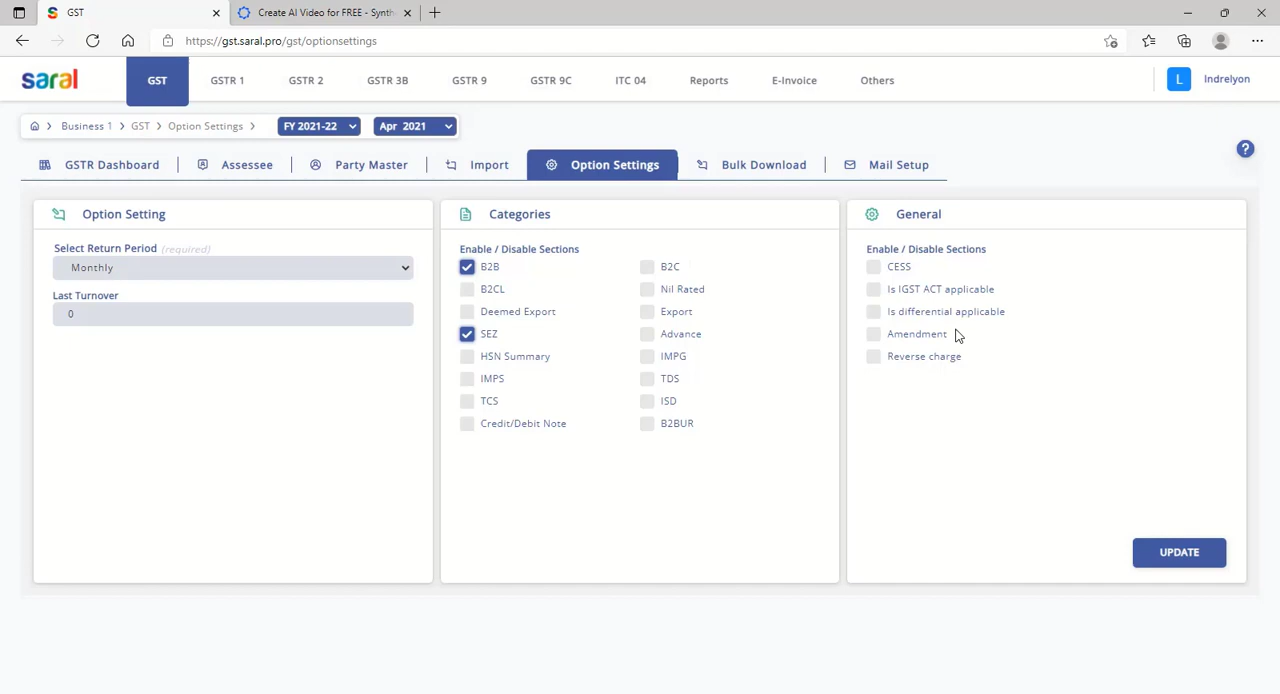 GST
Create AI Video for FREE - Synth
https://gst.saral.pro/gst/optionsettings
saral
GST
GSTR 1
GSTR 2
GSTR 3B
GSTR 9
GSTR 9C
ITC 04
Reports
E-Invoice
Others
L
Indrelyon
Business 1
GST
Option Settings
FY 2021-22
Apr 2021
?
GSTR Dashboard
Assessee
Party Master
Import
Option Settings
Bulk Download
Mail Setup
Option Setting
Select Return Period (required)
Monthly
Last Turnover
0
Categories
Enable / Disable Sections
B2B
B2C
B2CL
Nil Rated
Deemed Export
Export
SEZ
Advance
HSN Summary
IMPG
IMPS
TDS
TCS
ISD
Credit/Debit Note
B2BUR
General
Enable / Disable Sections
CESS
Is IGST ACT applicable
Is differential applicable
Amendment
Reverse charge
UPDATE